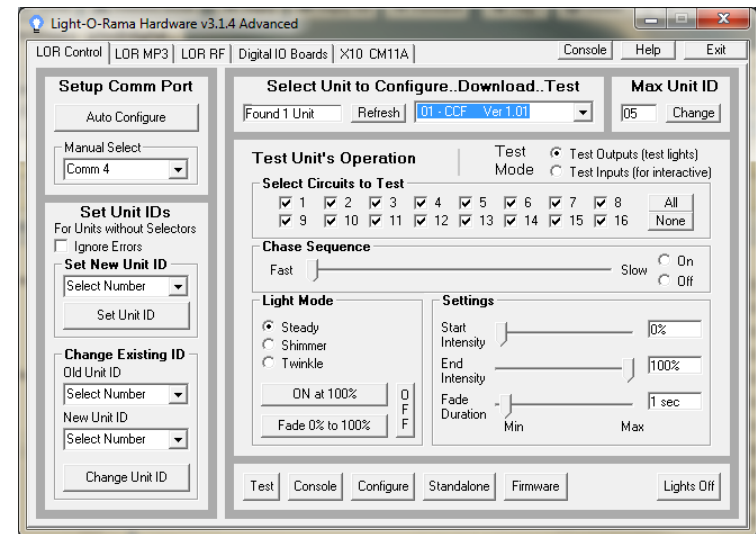 Light-O-Rama Hardware v3.1.4 Advanced
LOR Control LOR MP3 LOR RF Digital IO Boards X10 CM11A Console Help Exit
Setup Comm Port
Auto Configure
Manual Select
Comm 4
Set Unit IDs
For Units without Selectors
Ignore Errors
Set New Unit ID
Select Number
Set Unit ID
Change Existing ID
Old Unit ID
Select Number
New Unit ID
Select Number
Change Unit ID
Select Unit to Configure..Download..Test
Found 1 Unit Refresh 01 - CCF Ver 1.01
Max Unit ID
05 Change
Test Unit's Operation
Test Mode
Test Outputs (test lights)
Test Inputs (for interactive)
Select Circuits to Test
1 2 3 4 5 6 7 8 All
9 10 11 12 13 14 15 16 None
Chase Sequence
Fast Slow
On
Off
Light Mode
Steady
Shimmer
Twinkle
ON at 100%
Fade 0% to 100%
OFF
Settings
Start Intensity 0%
End Intensity 100%
Fade Duration 1 sec
Min Max
Test Console Configure Standalone Firmware Lights Off